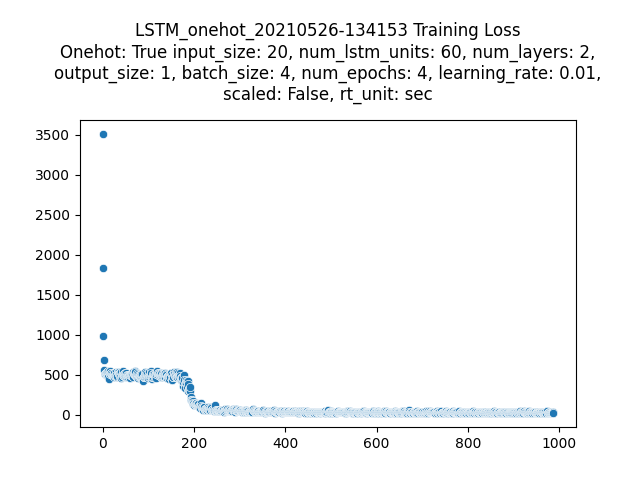 LSTM_onehot_20210526-134153 Training Loss
Onehot: True input_size: 20, num_lstm_units: 60, num_layers: 2,
output_size: 1, batch_size: 4, num_epochs: 4, learning_rate: 0.01,
scaled: False, rt_unit: sec
3500
3000
2500
2000
1500
1000
500
0
0 200 400 600 800 1000